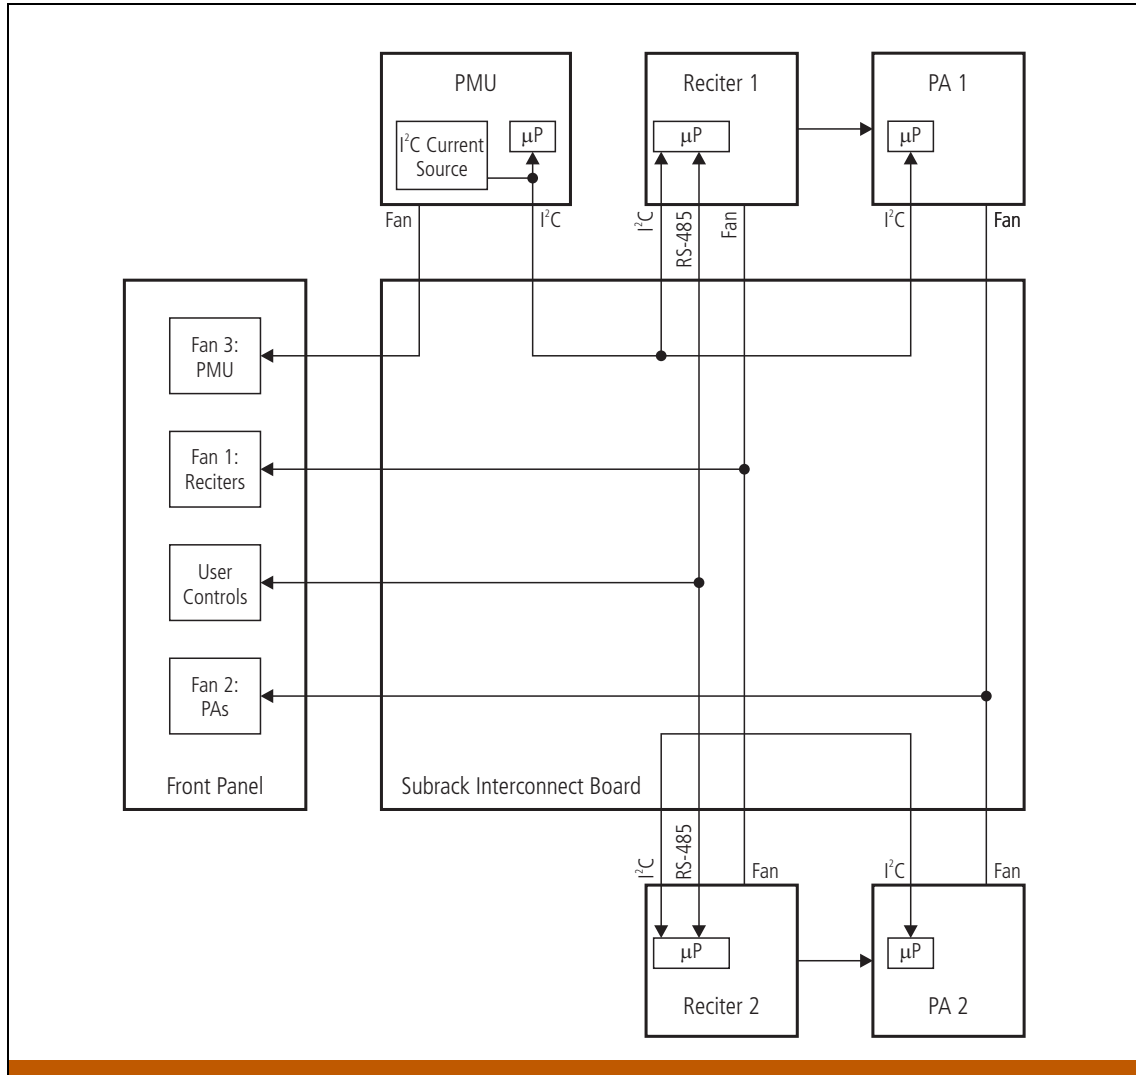 PMU
Reciter 1
PA 1
I²C Current
Source
μP
μP
μP
Fan
I²C
I²C
RS-485
Fan
I²C
Fan
Fan 3:
PMU
Fan 1:
Reciters
User
Controls
Fan 2:
PAs
Front Panel
Subrack Interconnect Board
I²C
RS-485
Fan
I²C
Fan
μP
μP
Reciter 2
PA 2